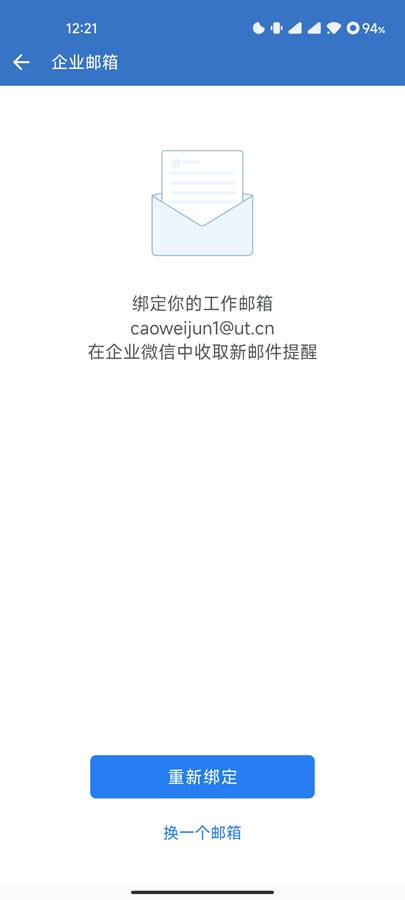 12:21
94%
企业邮箱
绑定你的工作邮箱
caoweijun1@ut.cn
在企业微信中收取新邮件提醒
重新绑定
换一个邮箱